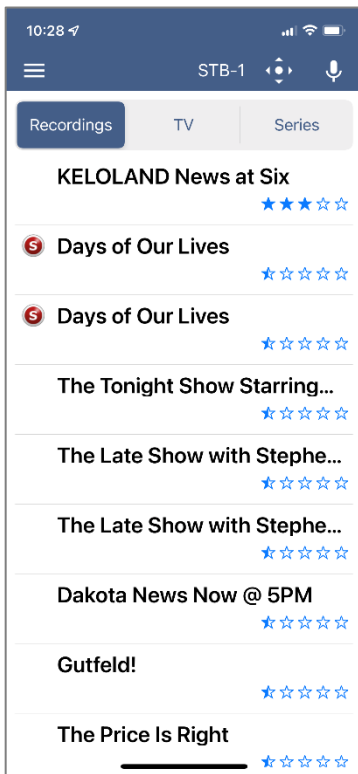 10:28
STB-1
Recordings TV Series
KELOLAND News at Six
S Days of Our Lives
S Days of Our Lives
The Tonight Show Starring...
The Late Show with Stephe...
The Late Show with Stephe...
Dakota News Now @ 5PM
Gutfeld!
The Price Is Right